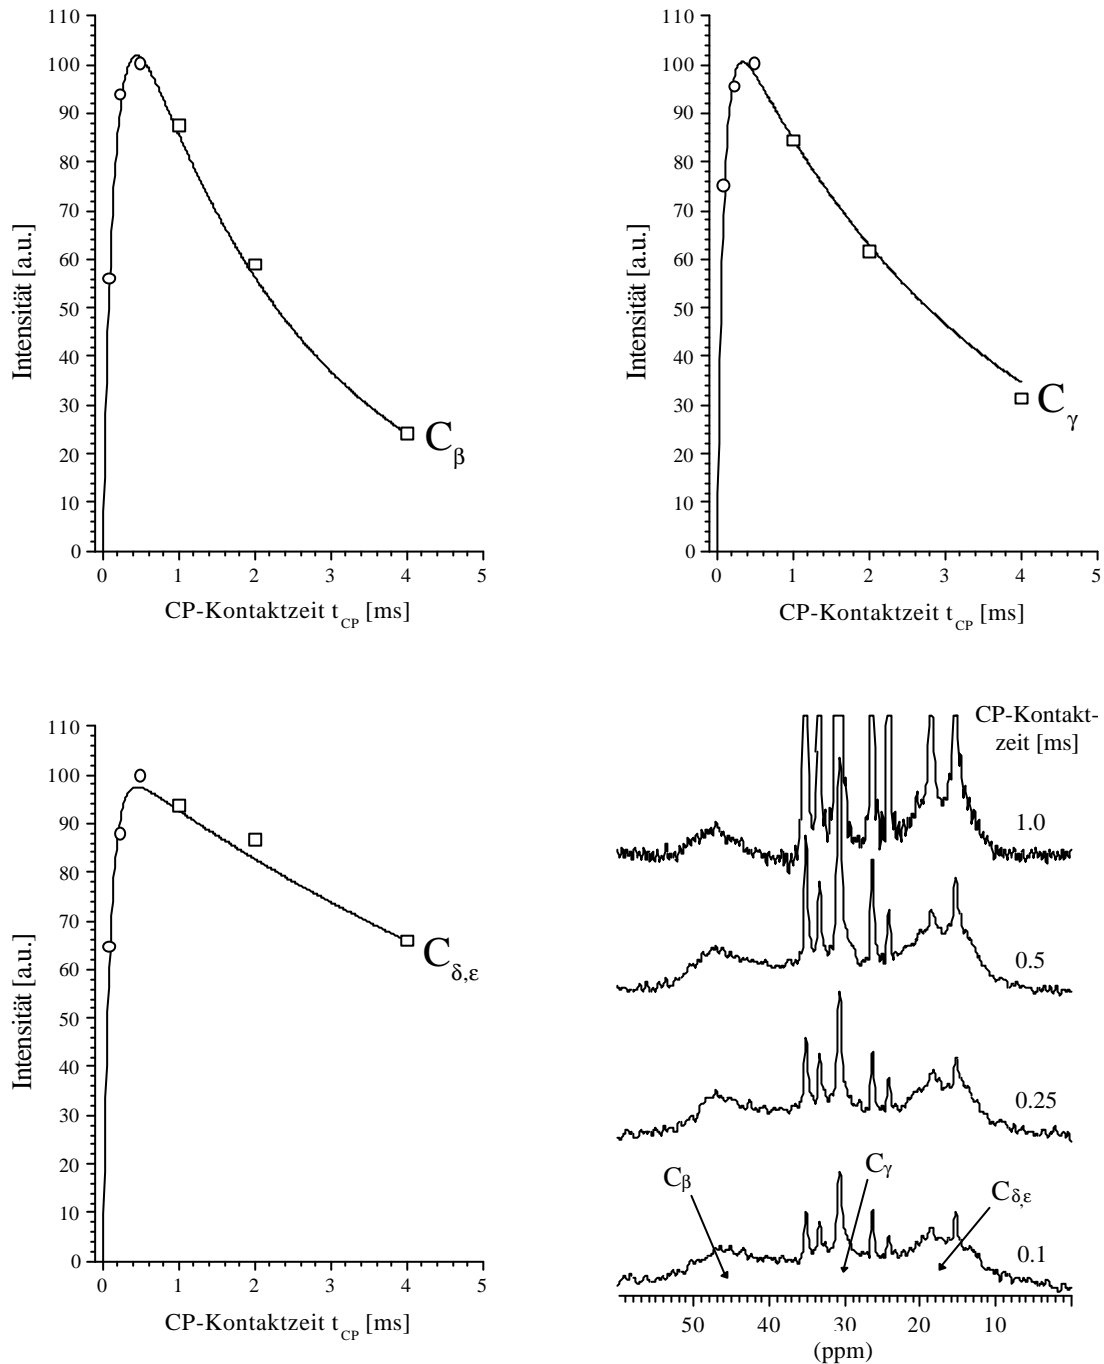 110
100
90
80
70
60
50
40
30
20
10
0
Intensität [a.u.]
0 1 2 3 4 5
CP-Kontaktzeit t_CP [ms]
C_β
110
100
90
80
70
60
50
40
30
20
10
0
Intensität [a.u.]
0 1 2 3 4 5
CP-Kontaktzeit t_CP [ms]
C_γ
110
100
90
80
70
60
50
40
30
20
10
0
Intensität [a.u.]
0 1 2 3 4 5
CP-Kontaktzeit t_CP [ms]
C_δ,ε
CP-Kontakt-
zeit [ms]
1.0
0.5
0.25
0.1
Cβ
Cγ
Cδ,ε
50 40 30 20 10
(ppm)